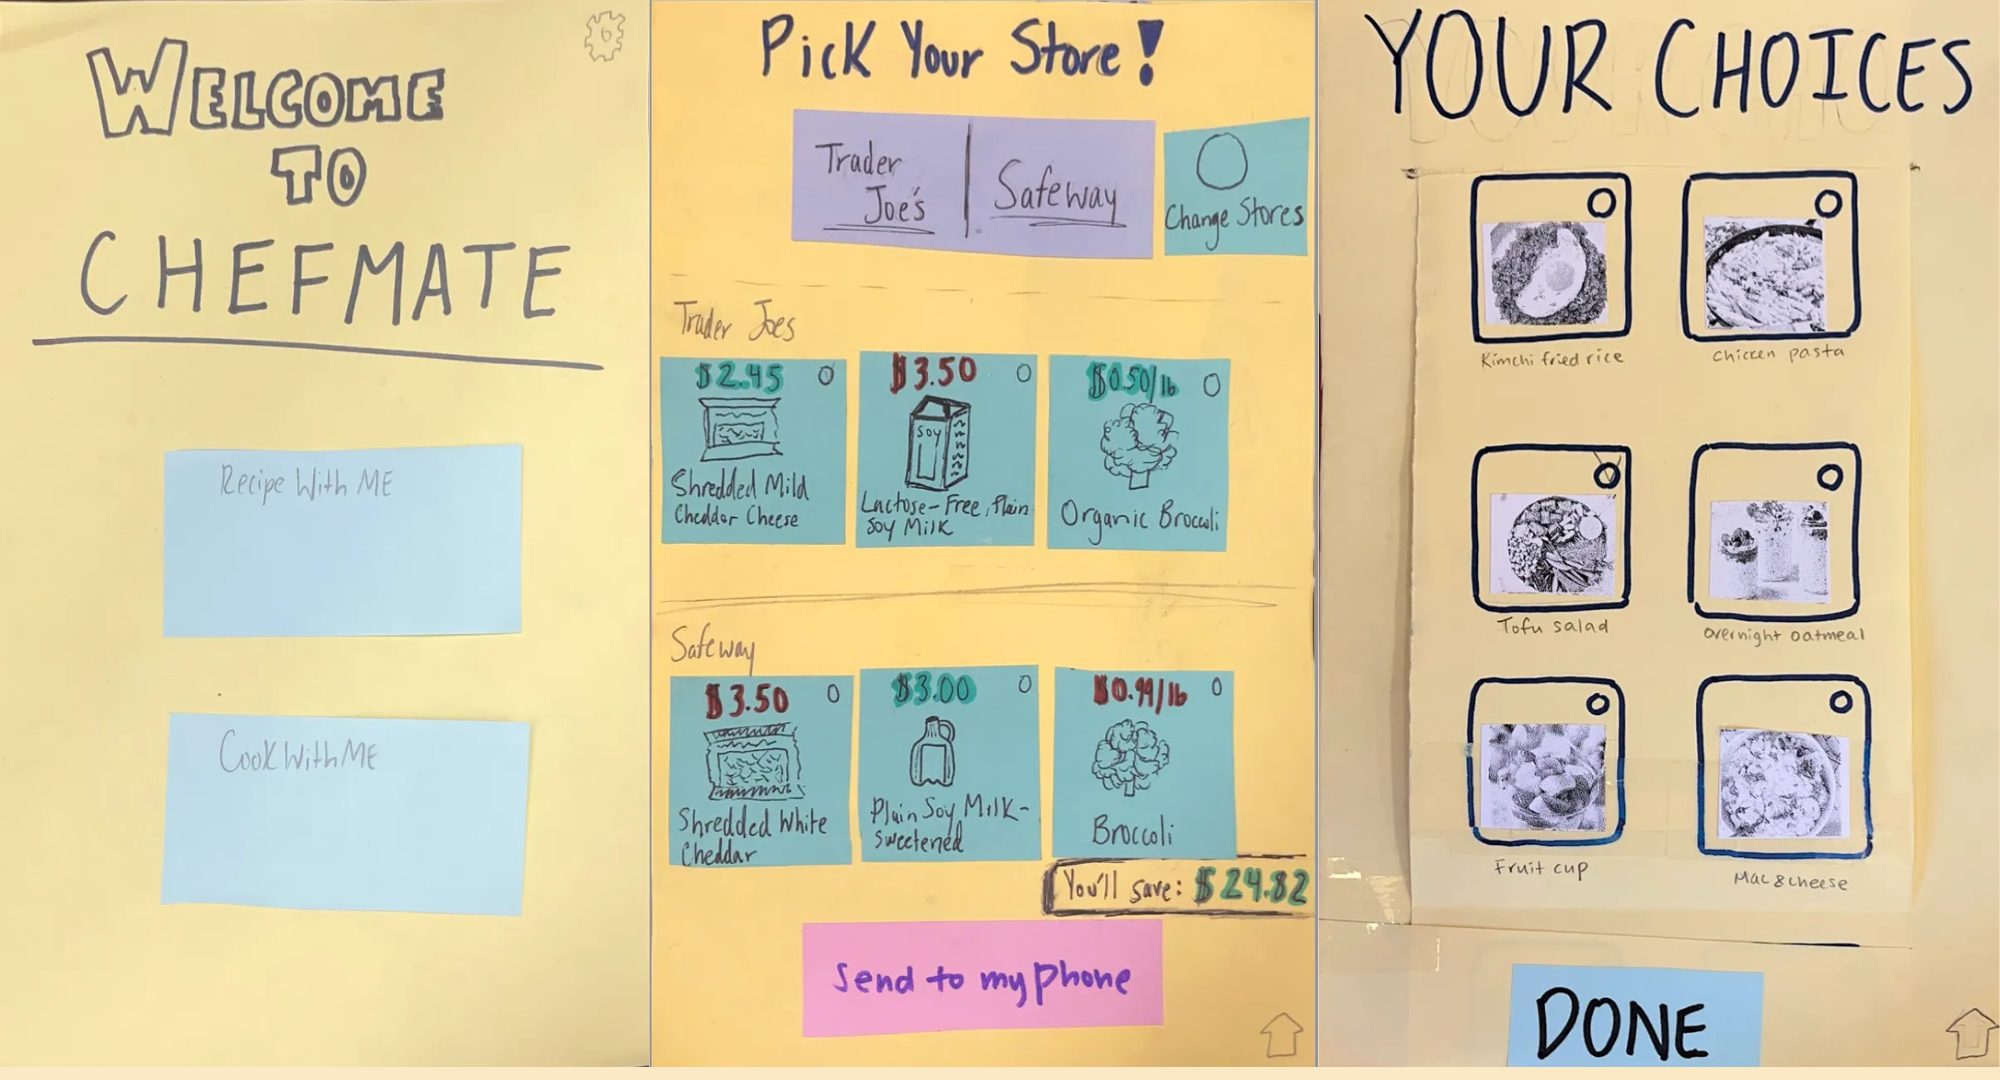 WELCOME
TO
CHEFMATE
Recipe With ME
Cook With ME
Pick Your Store!
Trader
Joe's
Safeway
Change Stores
Trader Joes
$2.45
Shredded Mild
Cheddar Cheese
$3.50
SOY
Lactose-Free, Plain
Soy Milk
$0.50/lb
Organic Broccoli
Safeway
$3.50
Shredded White
Cheddar
$3.00
Plain Soy Milk-
sweetened
$0.99/lb
Broccoli
You'll save: $24.82
Send to my phone
YOUR CHOICES
Kimchi fried rice
Chicken pasta
Tofu salad
overnight oatmeal
Fruit cup
Mac & cheese
DONE